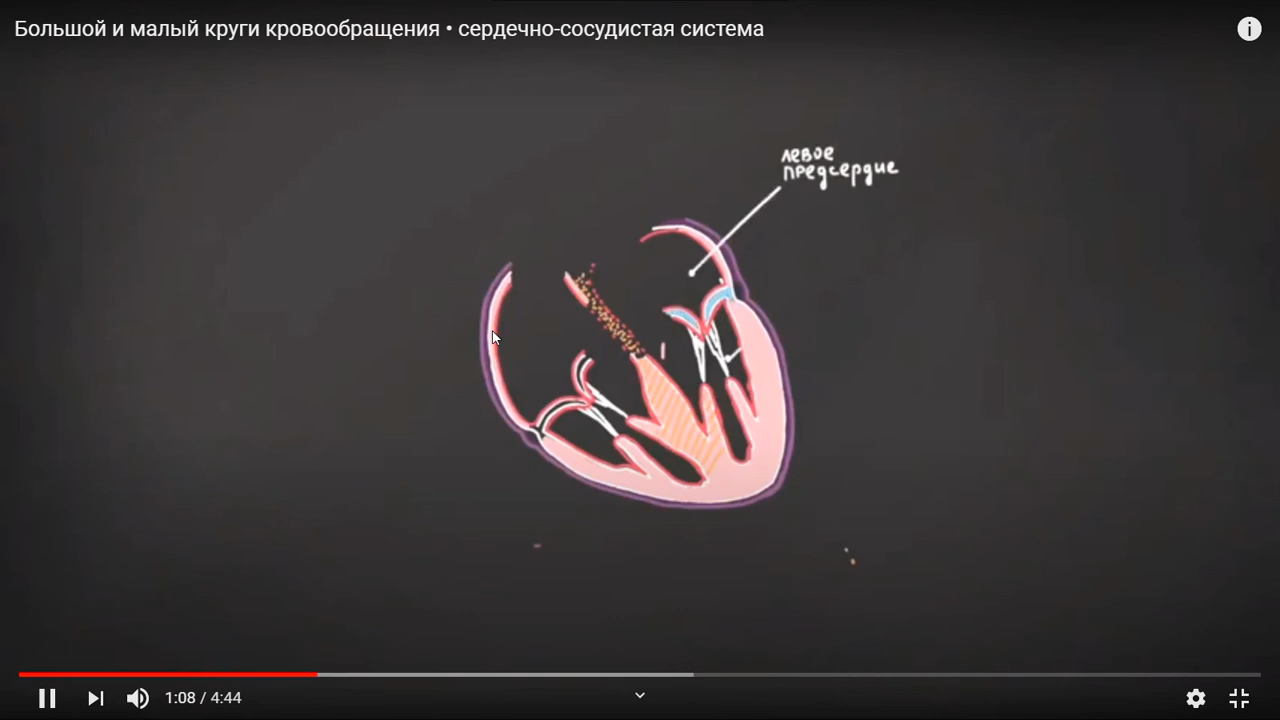 Большой и малый круги кровообращения • сердечно-сосудистая система
левое
предсердие
1:08 / 4:44